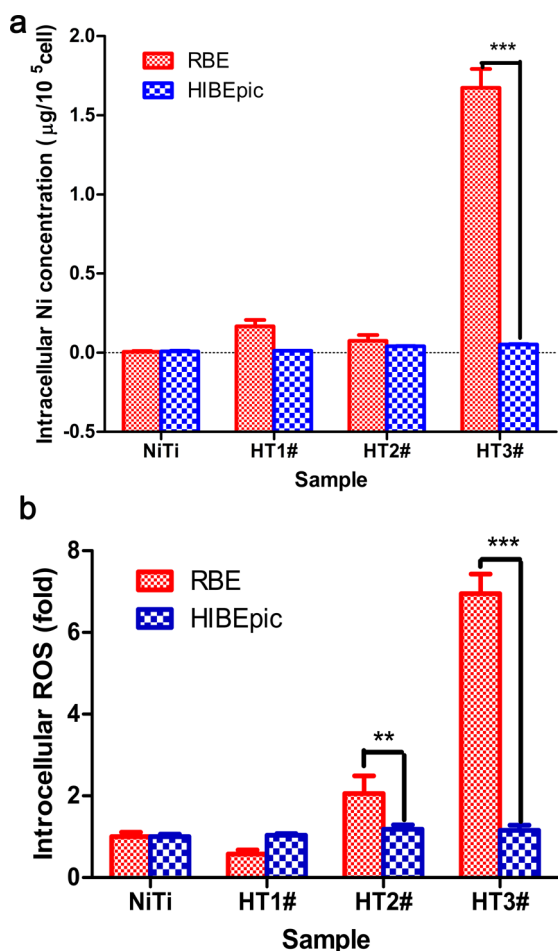 a
Intracellular Ni concentration (μg/10 ⁵cell)
2.0
1.5
1.0
0.5
0.0
-0.5
RBE
HIBEpic
***
NiTi
HT1#
HT2#
HT3#
Sample
b
Introcellular ROS (fold)
8
6
4
2
0
RBE
HIBEpic
**
***
NiTi
HT1#
HT2#
HT3#
Sample